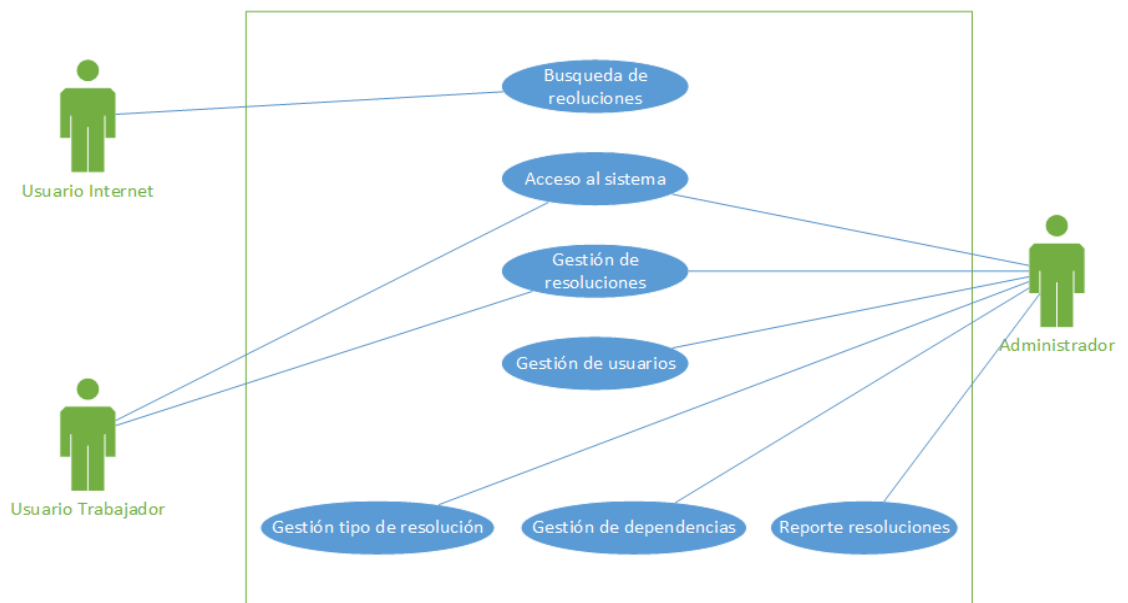 Busqueda de
reoluciones
Usuario Internet
Acceso al sistema
Gestión de
resoluciones
Administrador
Gestión de usuarios
Usuario Trabajador
Gestión tipo de resolución
Gestión de dependencias
Reporte resoluciones